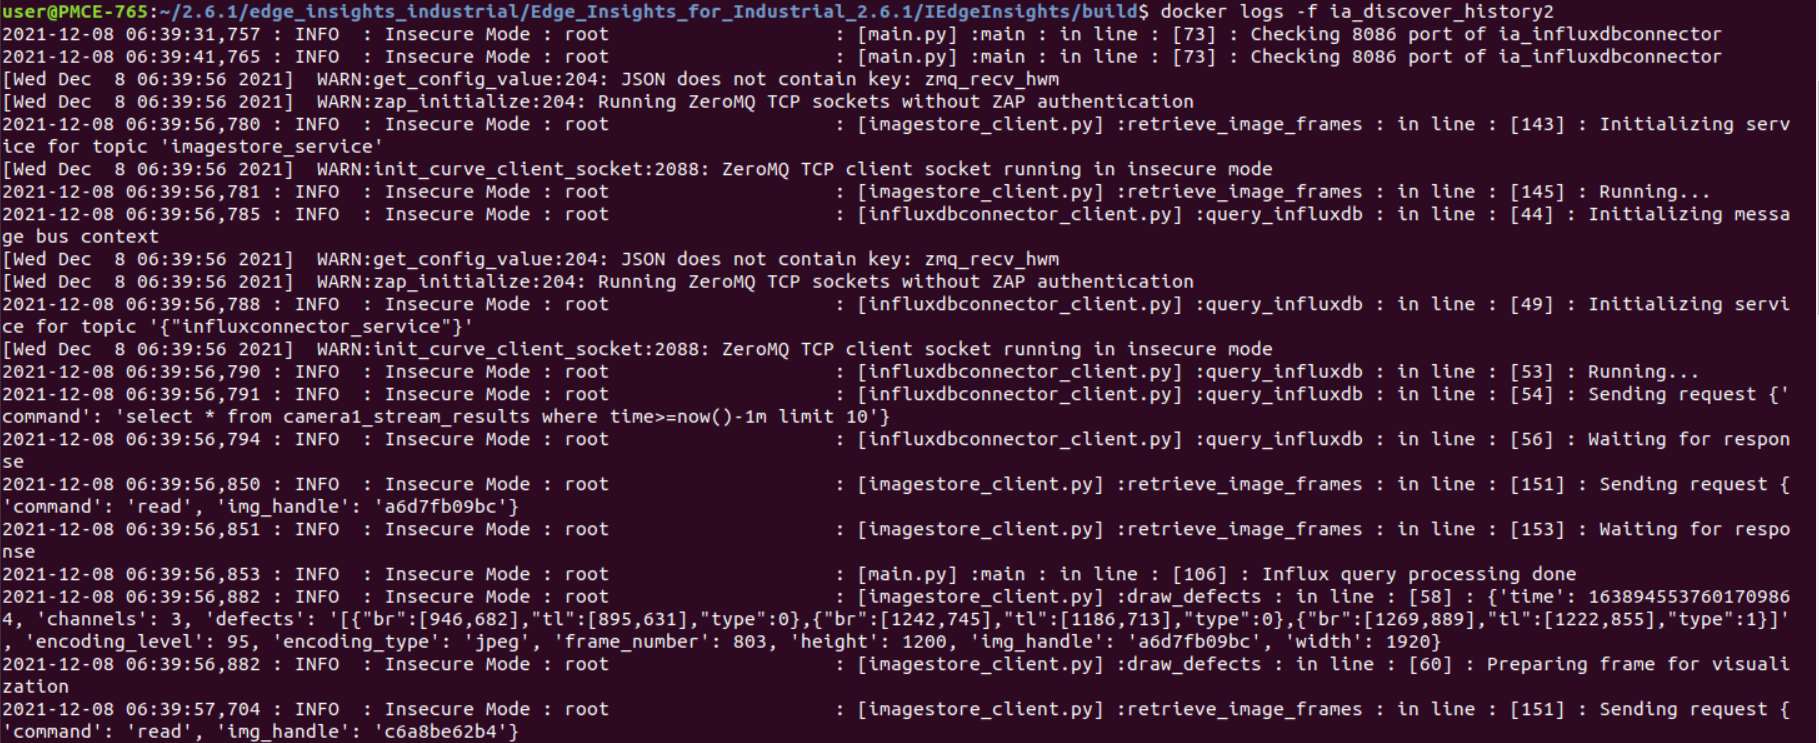 user@PMCE-765:~/2.6.1/edge_insights_industrial/Edge_Insights_for_Industrial_2.6.1/IEdgeInsights/build$ docker logs -f ia_discover_history2
2021-12-08 06:39:31,757 : INFO  : Insecure Mode : root                    : [main.py] :main : in line : [73] : Checking 8086 port of ia_influxdbconnector
2021-12-08 06:39:41,765 : INFO  : Insecure Mode : root                    : [main.py] :main : in line : [73] : Checking 8086 port of ia_influxdbconnector
[Wed Dec  8 06:39:56 2021]  WARN:get_config_value:204: JSON does not contain key: zmq_recv_hwm
[Wed Dec  8 06:39:56 2021]  WARN:zap_initialize:204: Running ZeroMQ TCP sockets without ZAP authentication
2021-12-08 06:39:56,780 : INFO  : Insecure Mode : root                    : [imagestore_client.py] :retrieve_image_frames : in line : [143] : Initializing serv
ice for topic 'imagestore_service'
[Wed Dec  8 06:39:56 2021]  WARN:init_curve_client_socket:2088: ZeroMQ TCP client socket running in insecure mode
2021-12-08 06:39:56,781 : INFO  : Insecure Mode : root                    : [imagestore_client.py] :retrieve_image_frames : in line : [145] : Running...
2021-12-08 06:39:56,785 : INFO  : Insecure Mode : root                    : [influxdbconnector_client.py] :query_influxdb : in line : [44] : Initializing messa
ge bus context
[Wed Dec  8 06:39:56 2021]  WARN:get_config_value:204: JSON does not contain key: zmq_recv_hwm
[Wed Dec  8 06:39:56 2021]  WARN:zap_initialize:204: Running ZeroMQ TCP sockets without ZAP authentication
2021-12-08 06:39:56,788 : INFO  : Insecure Mode : root                    : [influxdbconnector_client.py] :query_influxdb : in line : [49] : Initializing servi
ce for topic '{"influxconnector_service"}'
[Wed Dec  8 06:39:56 2021]  WARN:init_curve_client_socket:2088: ZeroMQ TCP client socket running in insecure mode
2021-12-08 06:39:56,790 : INFO  : Insecure Mode : root                    : [influxdbconnector_client.py] :query_influxdb : in line : [53] : Running...
2021-12-08 06:39:56,791 : INFO  : Insecure Mode : root                    : [influxdbconnector_client.py] :query_influxdb : in line : [54] : Sending request {'
command': 'select * from camera1_stream_results where time>=now()-1m limit 10'}
2021-12-08 06:39:56,794 : INFO  : Insecure Mode : root                    : [influxdbconnector_client.py] :query_influxdb : in line : [56] : Waiting for respon
se
2021-12-08 06:39:56,850 : INFO  : Insecure Mode : root                    : [imagestore_client.py] :retrieve_image_frames : in line : [151] : Sending request {
'command': 'read', 'img_handle': 'a6d7fb09bc'}
2021-12-08 06:39:56,851 : INFO  : Insecure Mode : root                    : [imagestore_client.py] :retrieve_image_frames : in line : [153] : Waiting for respo
nse
2021-12-08 06:39:56,853 : INFO  : Insecure Mode : root                    : [main.py] :main : in line : [106] : Influx query processing done
2021-12-08 06:39:56,882 : INFO  : Insecure Mode : root                    : [imagestore_client.py] :draw_defects : in line : [58] : {'time': 163894553760170986
4, 'channels': 3, 'defects': '[{"br":[946,682],"tl":[895,631],"type":0},{"br":[1242,745],"tl":[1186,713],"type":0},{"br":[1269,889],"tl":[1222,855],"type":1}]'
, 'encoding_level': 95, 'encoding_type': 'jpeg', 'frame_number': 803, 'height': 1200, 'img_handle': 'a6d7fb09bc', 'width': 1920}
2021-12-08 06:39:56,882 : INFO  : Insecure Mode : root                    : [imagestore_client.py] :draw_defects : in line : [60] : Preparing frame for visuali
zation
2021-12-08 06:39:57,704 : INFO  : Insecure Mode : root                    : [imagestore_client.py] :retrieve_image_frames : in line : [151] : Sending request {
'command': 'read', 'img_handle': 'c6a8be62b4'}